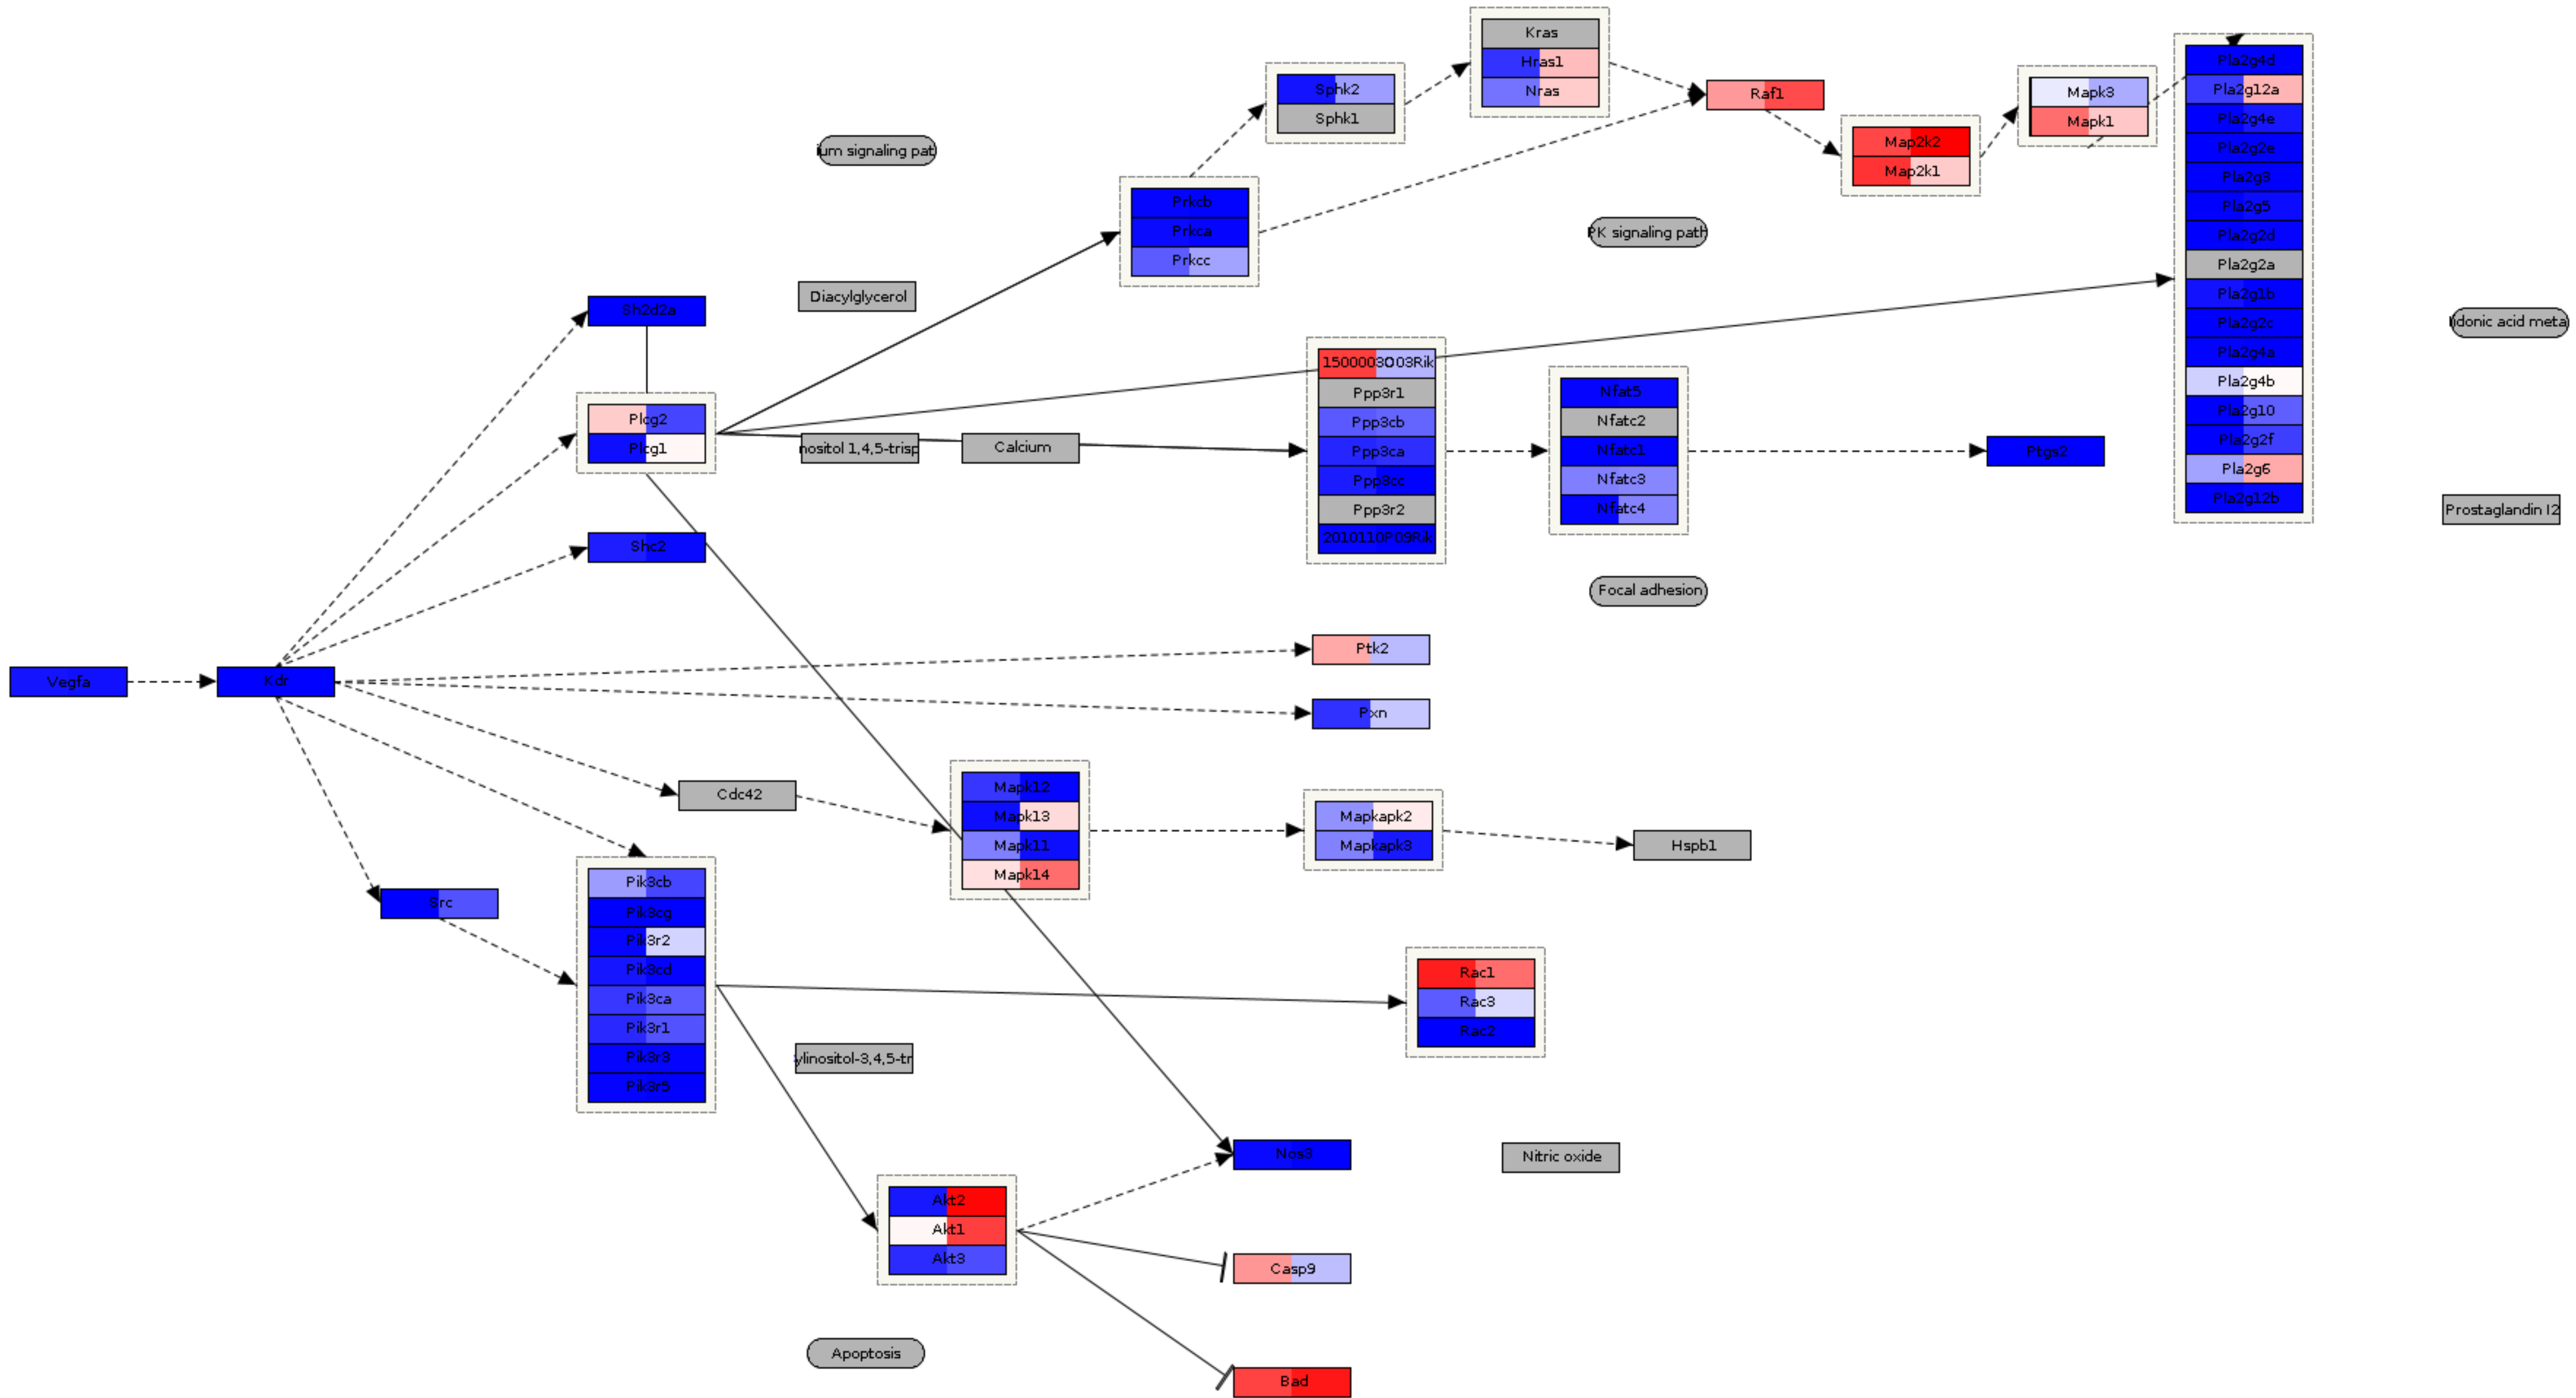 Kras
Hras1
Nras
Sphk2
Sphk1
Raf1
Mapk3
Mapk1
Map2k2
Map2k1
Pla2g4d
Pla2g12a
Pla2g4e
Pla2g2e
Pla2g3
Pla2g5
Pla2g2d
Pla2g2a
Pla2g1b
Pla2g2c
Pla2g4a
Pla2g4b
Pla2g10
Pla2g2f
Pla2g6
Pla2g12b
ium signaling pat
Prkcb
Prkca
Prkcc
PK signaling path
Diacylglycerol
Sh2d2a
idonic acid meta
Plcg2
Plcg1
nositol 1,4,5-trisp
Calcium
1500003O03Rik
Ppp3r1
Ppp3cb
Ppp3ca
Ppp3cc
Ppp3r2
2010110P09Rik
Nfat5
Nfatc2
Nfatc1
Nfatc3
Nfatc4
Ptgs2
Prostaglandin I2
Shc2
Focal adhesion
Ptk2
Vegfa
Kdr
Pxn
Cdc42
Mapk12
Mapk13
Mapk11
Mapk14
Mapkapk2
Mapkapk3
Hspb1
Src
Pik3cb
Pik3cg
Pik3r2
Pik3cd
Pik3ca
Pik3r1
Pik3r3
Pik3r5
Rac1
Rac3
Rac2
ylinositol-3,4,5-tr
Nos3
Nitric oxide
Akt2
Akt1
Akt3
Casp9
Apoptosis
Bad